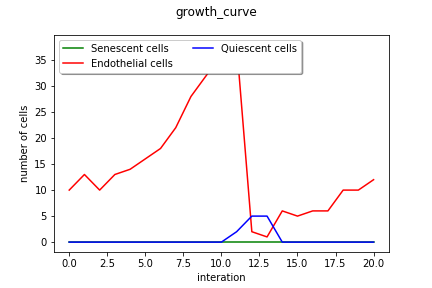 growth_curve
Senescent cells
Endothelial cells
Quiescent cells
number of cells
35
30
25
20
15
10
5
0
0.0 2.5 5.0 7.5 10.0 12.5 15.0 17.5 20.0
interation